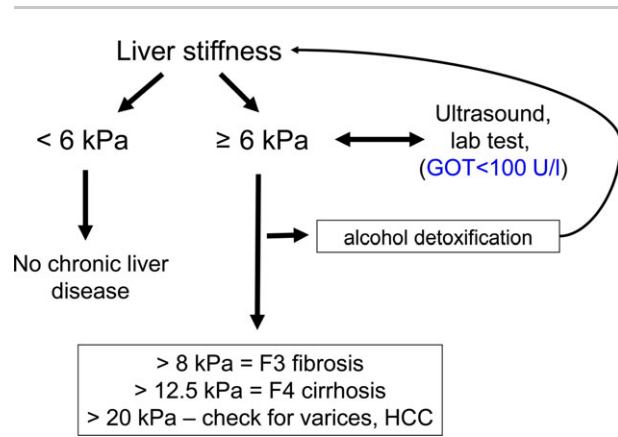 Liver stiffness
< 6 kPa
≥ 6 kPa
Ultrasound,
lab test,
(GOT<100 U/l)
alcohol detoxification
No chronic liver
disease
> 8 kPa = F3 fibrosis
> 12.5 kPa = F4 cirrhosis
> 20 kPa – check for varices, HCC